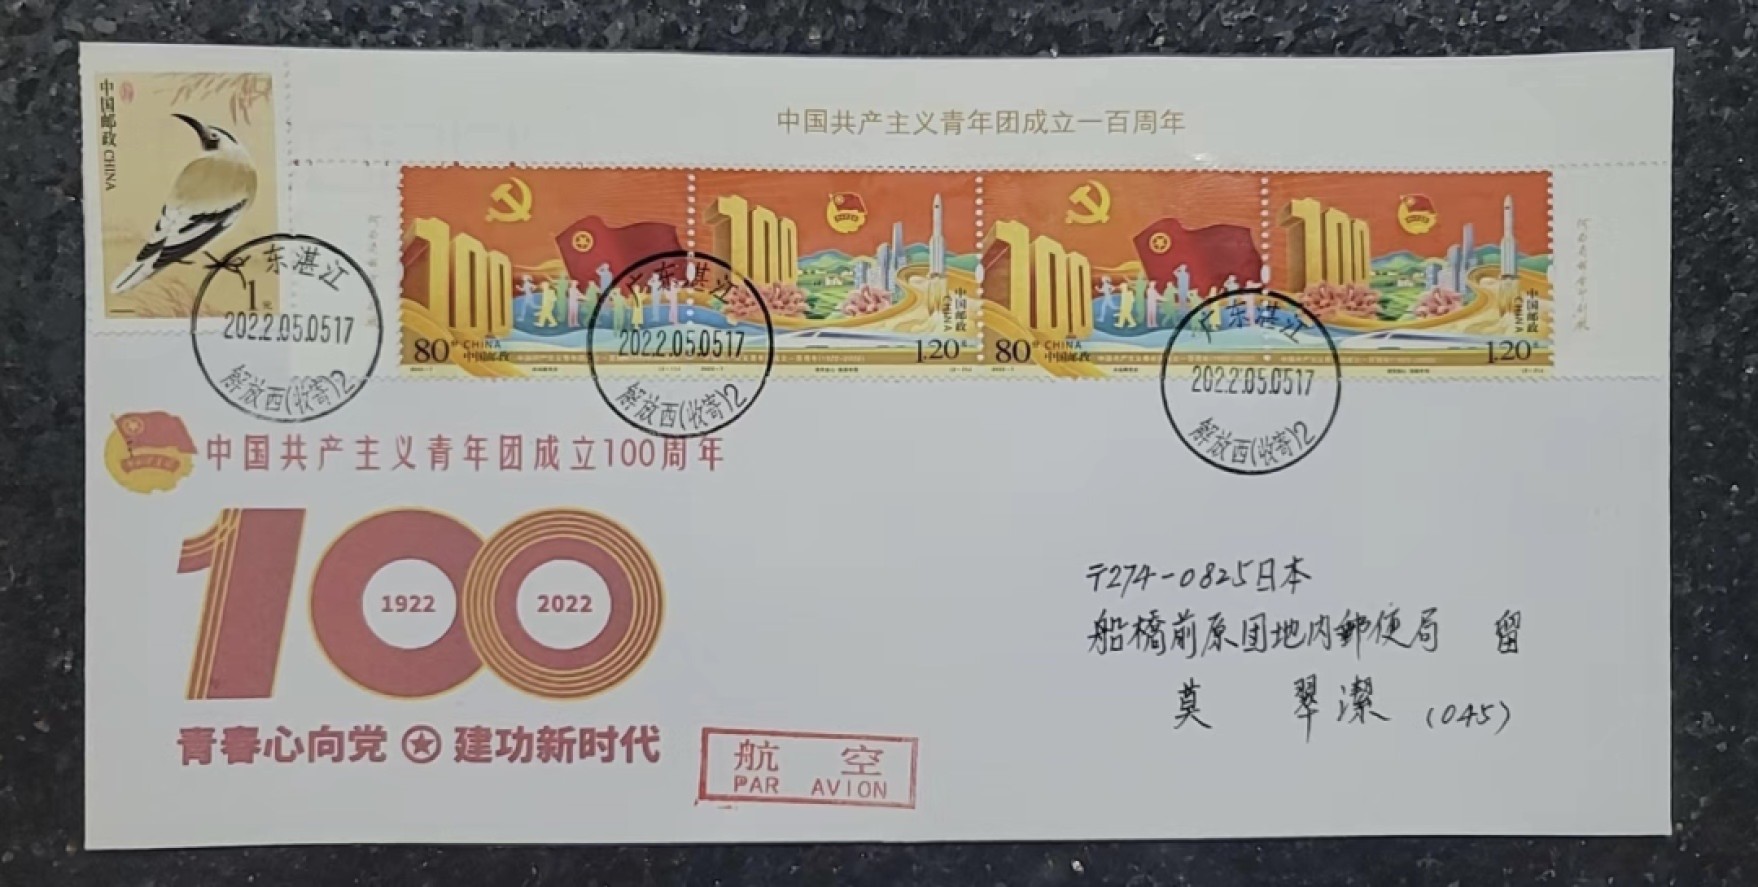 中国邮政 CHINA
1元
中国共产主义青年团成立一百周年
80分 CHINA 中国邮政
1.20元 中国邮政 CHINA
80分 CHINA 中国邮政
1.20元 中国邮政 CHINA
100
100
100
100
广东湛江
2022.05.05 17
解放西(收寄)2
广东湛江
2022.05.05 17
解放西(收寄)2
广东湛江
2022.05.05 17
解放西(收寄)2
中国共产主义青年团成立100周年
100
1922 2022
青春心向党 建功新时代
航 空
PAR AVION
〒274-0825日本
船橋前原団地内郵便局 留
莫 翠潔 (045)